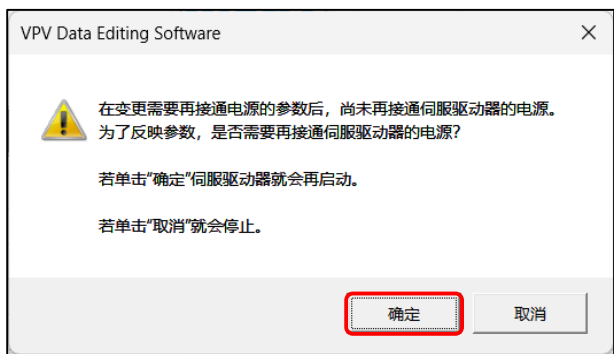 VPV Data Editing Software
在变更需要再接通电源的参数后，尚未再接通伺服驱动器的电源。
为了反映参数，是否需要再接通伺服驱动器的电源?
若单击“确定”伺服驱动器就会再启动。
若单击“取消”就会停止。
确定
取消